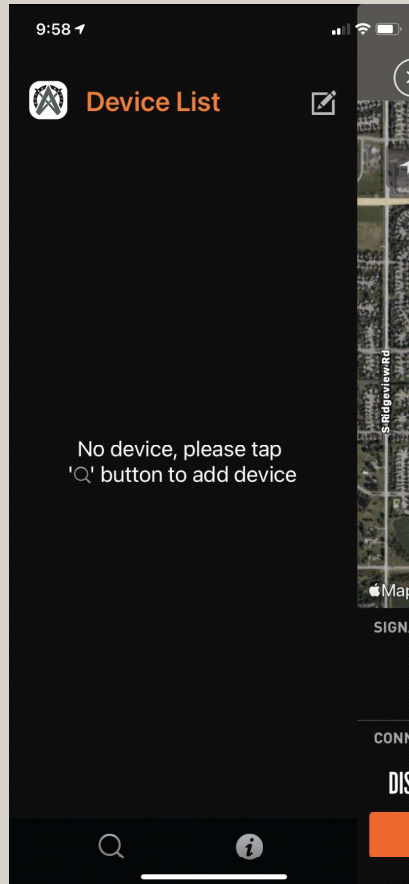 9:58
Device List
S Ridgeview Rd
No device, please tap
'' button to add device
Map
SIGN
CONN
DIS